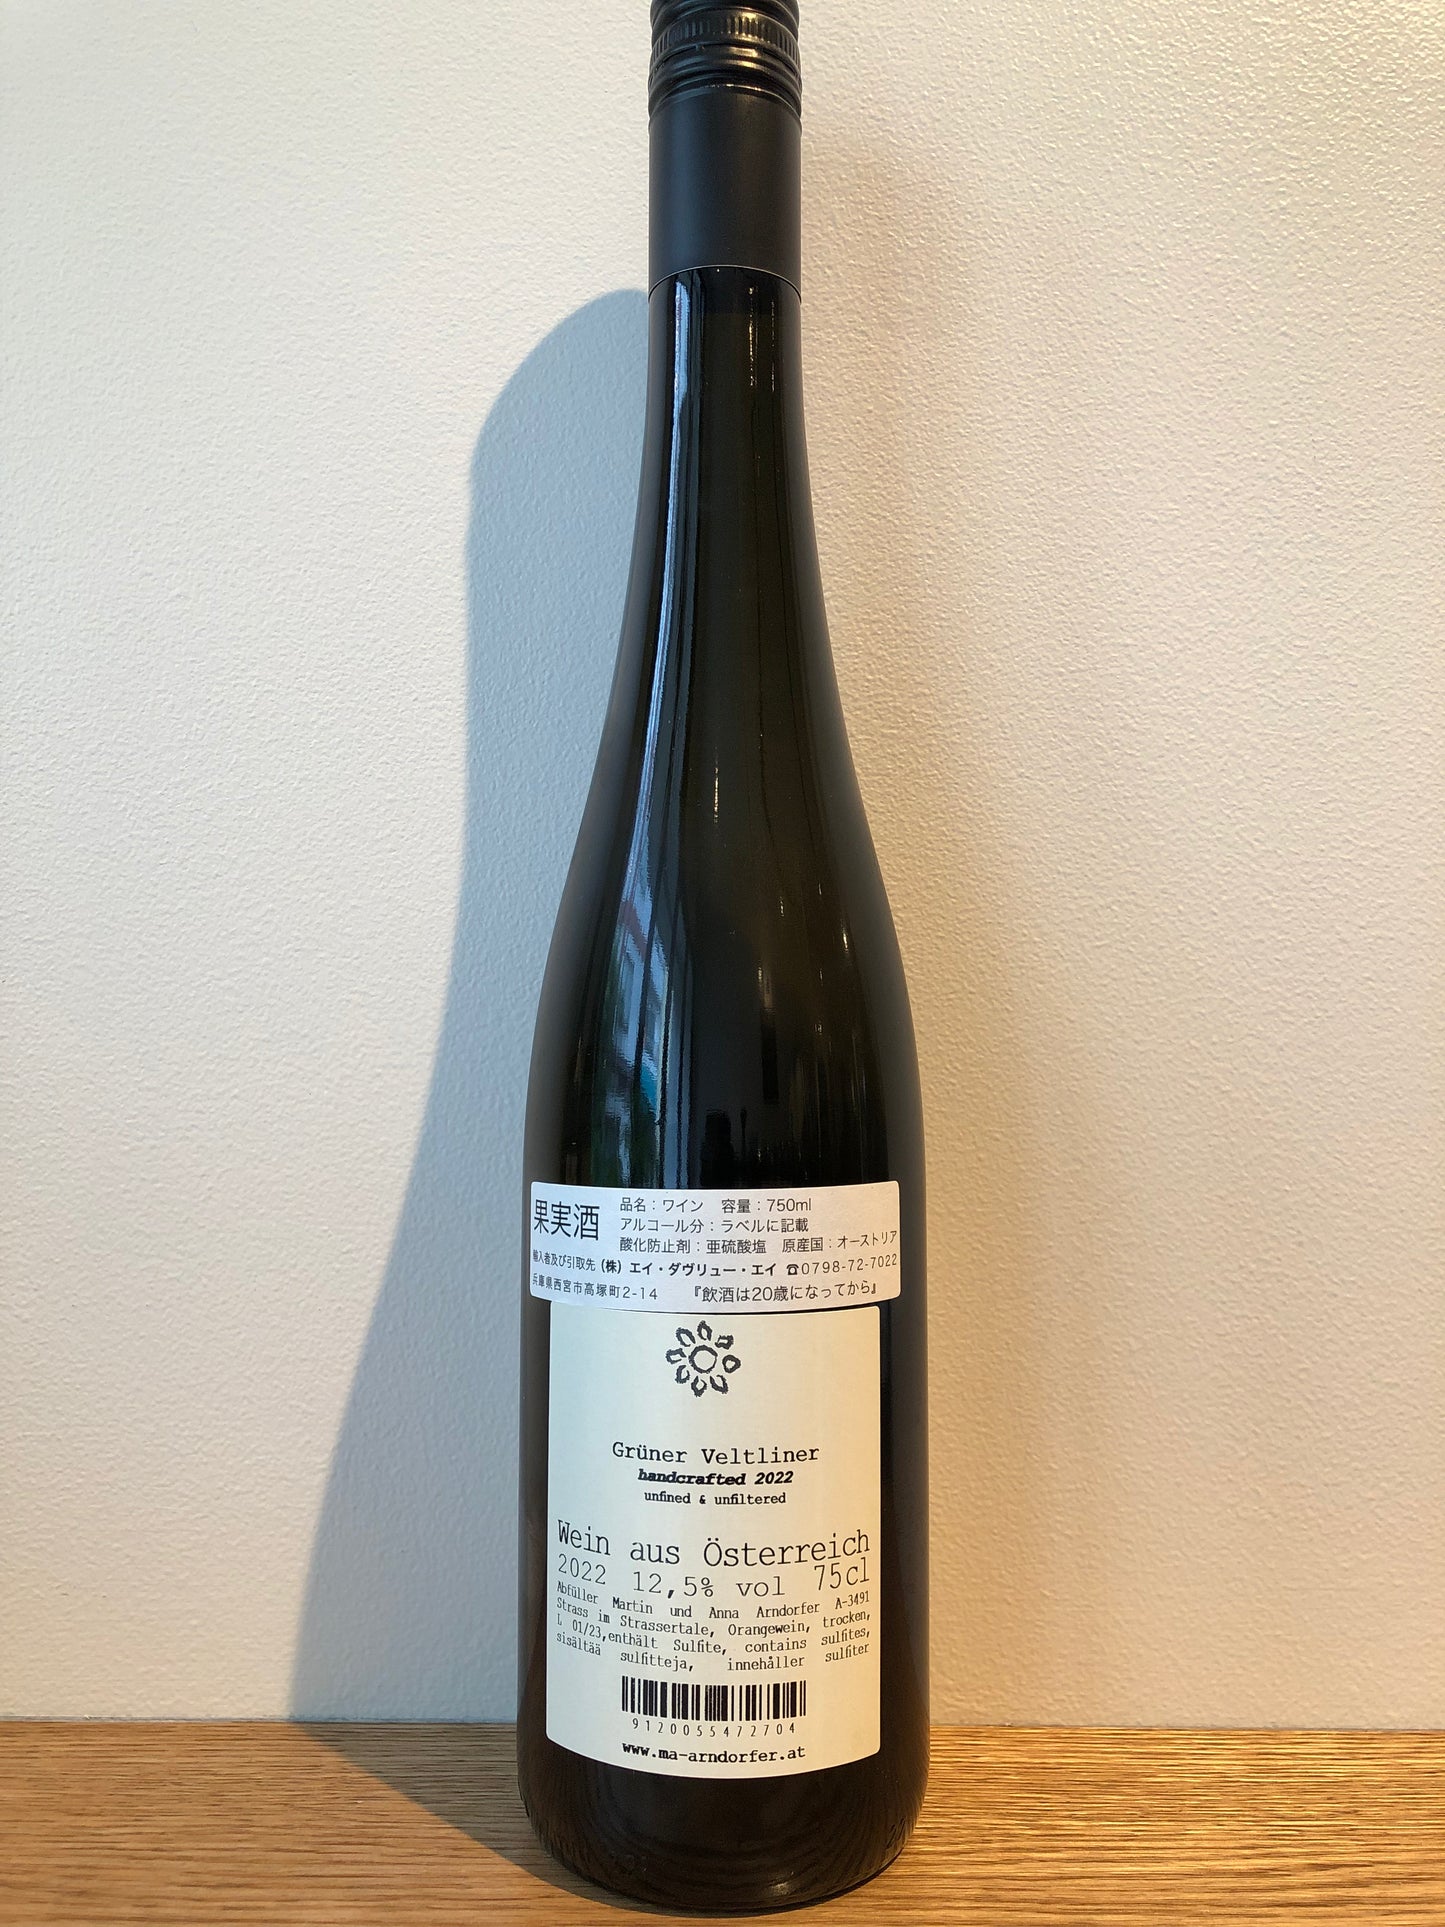 果実酒
品名：ワイン　容量：750ml
アルコール分：ラベルに記載
酸化防止剤：亜硫酸塩　原産国：オーストリア
輸入者及び引取先（株）エイ・ダヴリュー・エイ ☎0798-72-7022
兵庫県西宮市高塚町2-14　『飲酒は20歳になってから』
Grüner Veltliner
handcrafted 2022
unfined & unfiltered
Wein aus Österreich
2022 12,5% vol 75cl
Abfüller Martin und Anna Arndorfer A-3491
Strass im Strassertale, Orangewein, trocken,
L 01/23,enthält Sulfite, contains sulfites,
sisältää sulfitteja, innehåller sulfiter
9120055472704
www.ma-arndorfer.at